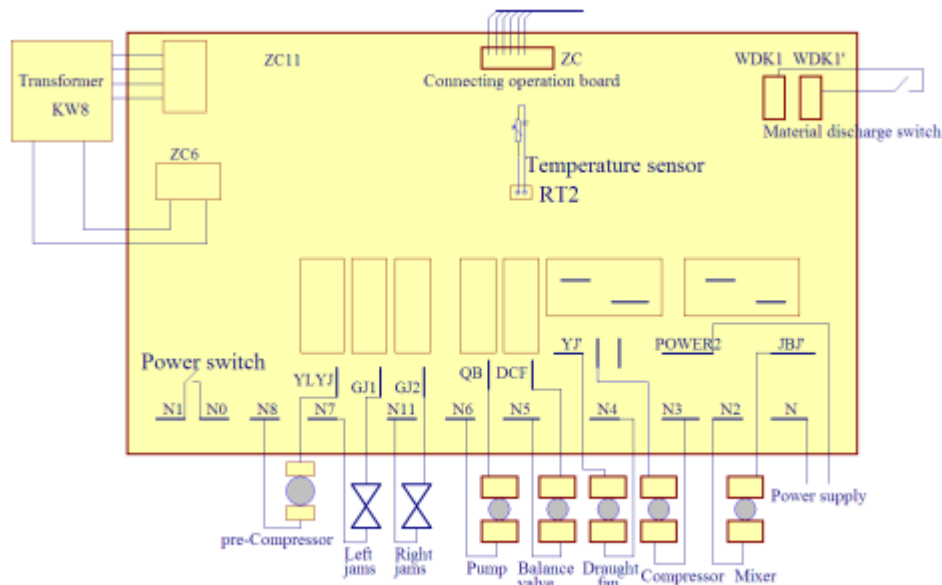 ZC11
ZC
WDK1 WDK1'
Transformer
KW8
Connecting operation board
Material discharge switch
ZC6
Temperature sensor
RT2
Power switch
YLYJ
GJ1
GJ2
QB
DCF
YJ'
POWER2
JBJ'
N1
N0
N8
N7
N11
N6
N5
N4
N3
N2
N
Power supply
pre-Compressor
Left
jams
Right
jams
Pump
Balance
valve
Draught
fan
Compressor
Mixer